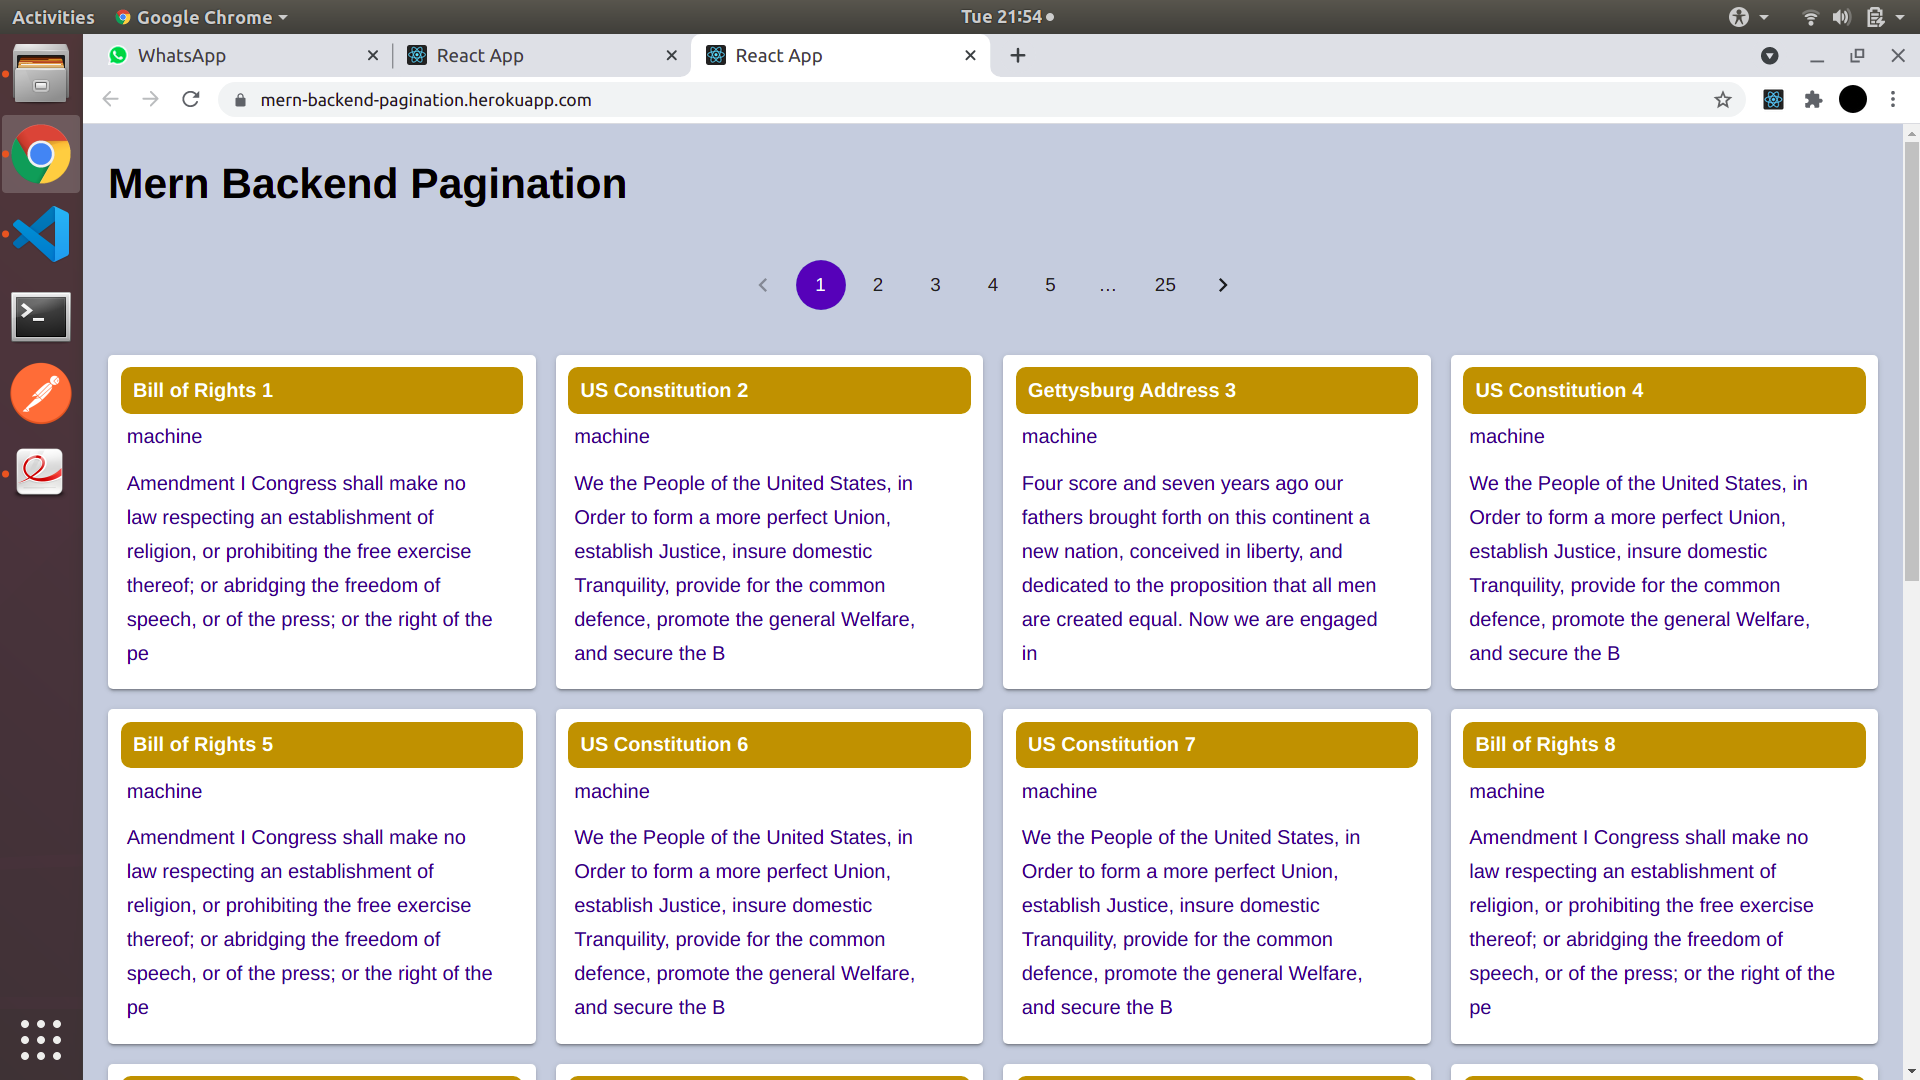 Activities
Google Chrome
Tue 21:54
WhatsApp
React App
React App
mern-backend-pagination.herokuapp.com
Mern Backend Pagination
1 2 3 4 5 … 25
Bill of Rights 1
machine
Amendment I Congress shall make no
law respecting an establishment of
religion, or prohibiting the free exercise
thereof; or abridging the freedom of
speech, or of the press; or the right of the
pe
US Constitution 2
machine
We the People of the United States, in
Order to form a more perfect Union,
establish Justice, insure domestic
Tranquility, provide for the common
defence, promote the general Welfare,
and secure the B
Gettysburg Address 3
machine
Four score and seven years ago our
fathers brought forth on this continent a
new nation, conceived in liberty, and
dedicated to the proposition that all men
are created equal. Now we are engaged
in
US Constitution 4
machine
We the People of the United States, in
Order to form a more perfect Union,
establish Justice, insure domestic
Tranquility, provide for the common
defence, promote the general Welfare,
and secure the B
Bill of Rights 5
machine
Amendment I Congress shall make no
law respecting an establishment of
religion, or prohibiting the free exercise
thereof; or abridging the freedom of
speech, or of the press; or the right of the
pe
US Constitution 6
machine
We the People of the United States, in
Order to form a more perfect Union,
establish Justice, insure domestic
Tranquility, provide for the common
defence, promote the general Welfare,
and secure the B
US Constitution 7
machine
We the People of the United States, in
Order to form a more perfect Union,
establish Justice, insure domestic
Tranquility, provide for the common
defence, promote the general Welfare,
and secure the B
Bill of Rights 8
machine
Amendment I Congress shall make no
law respecting an establishment of
religion, or prohibiting the free exercise
thereof; or abridging the freedom of
speech, or of the press; or the right of the
pe